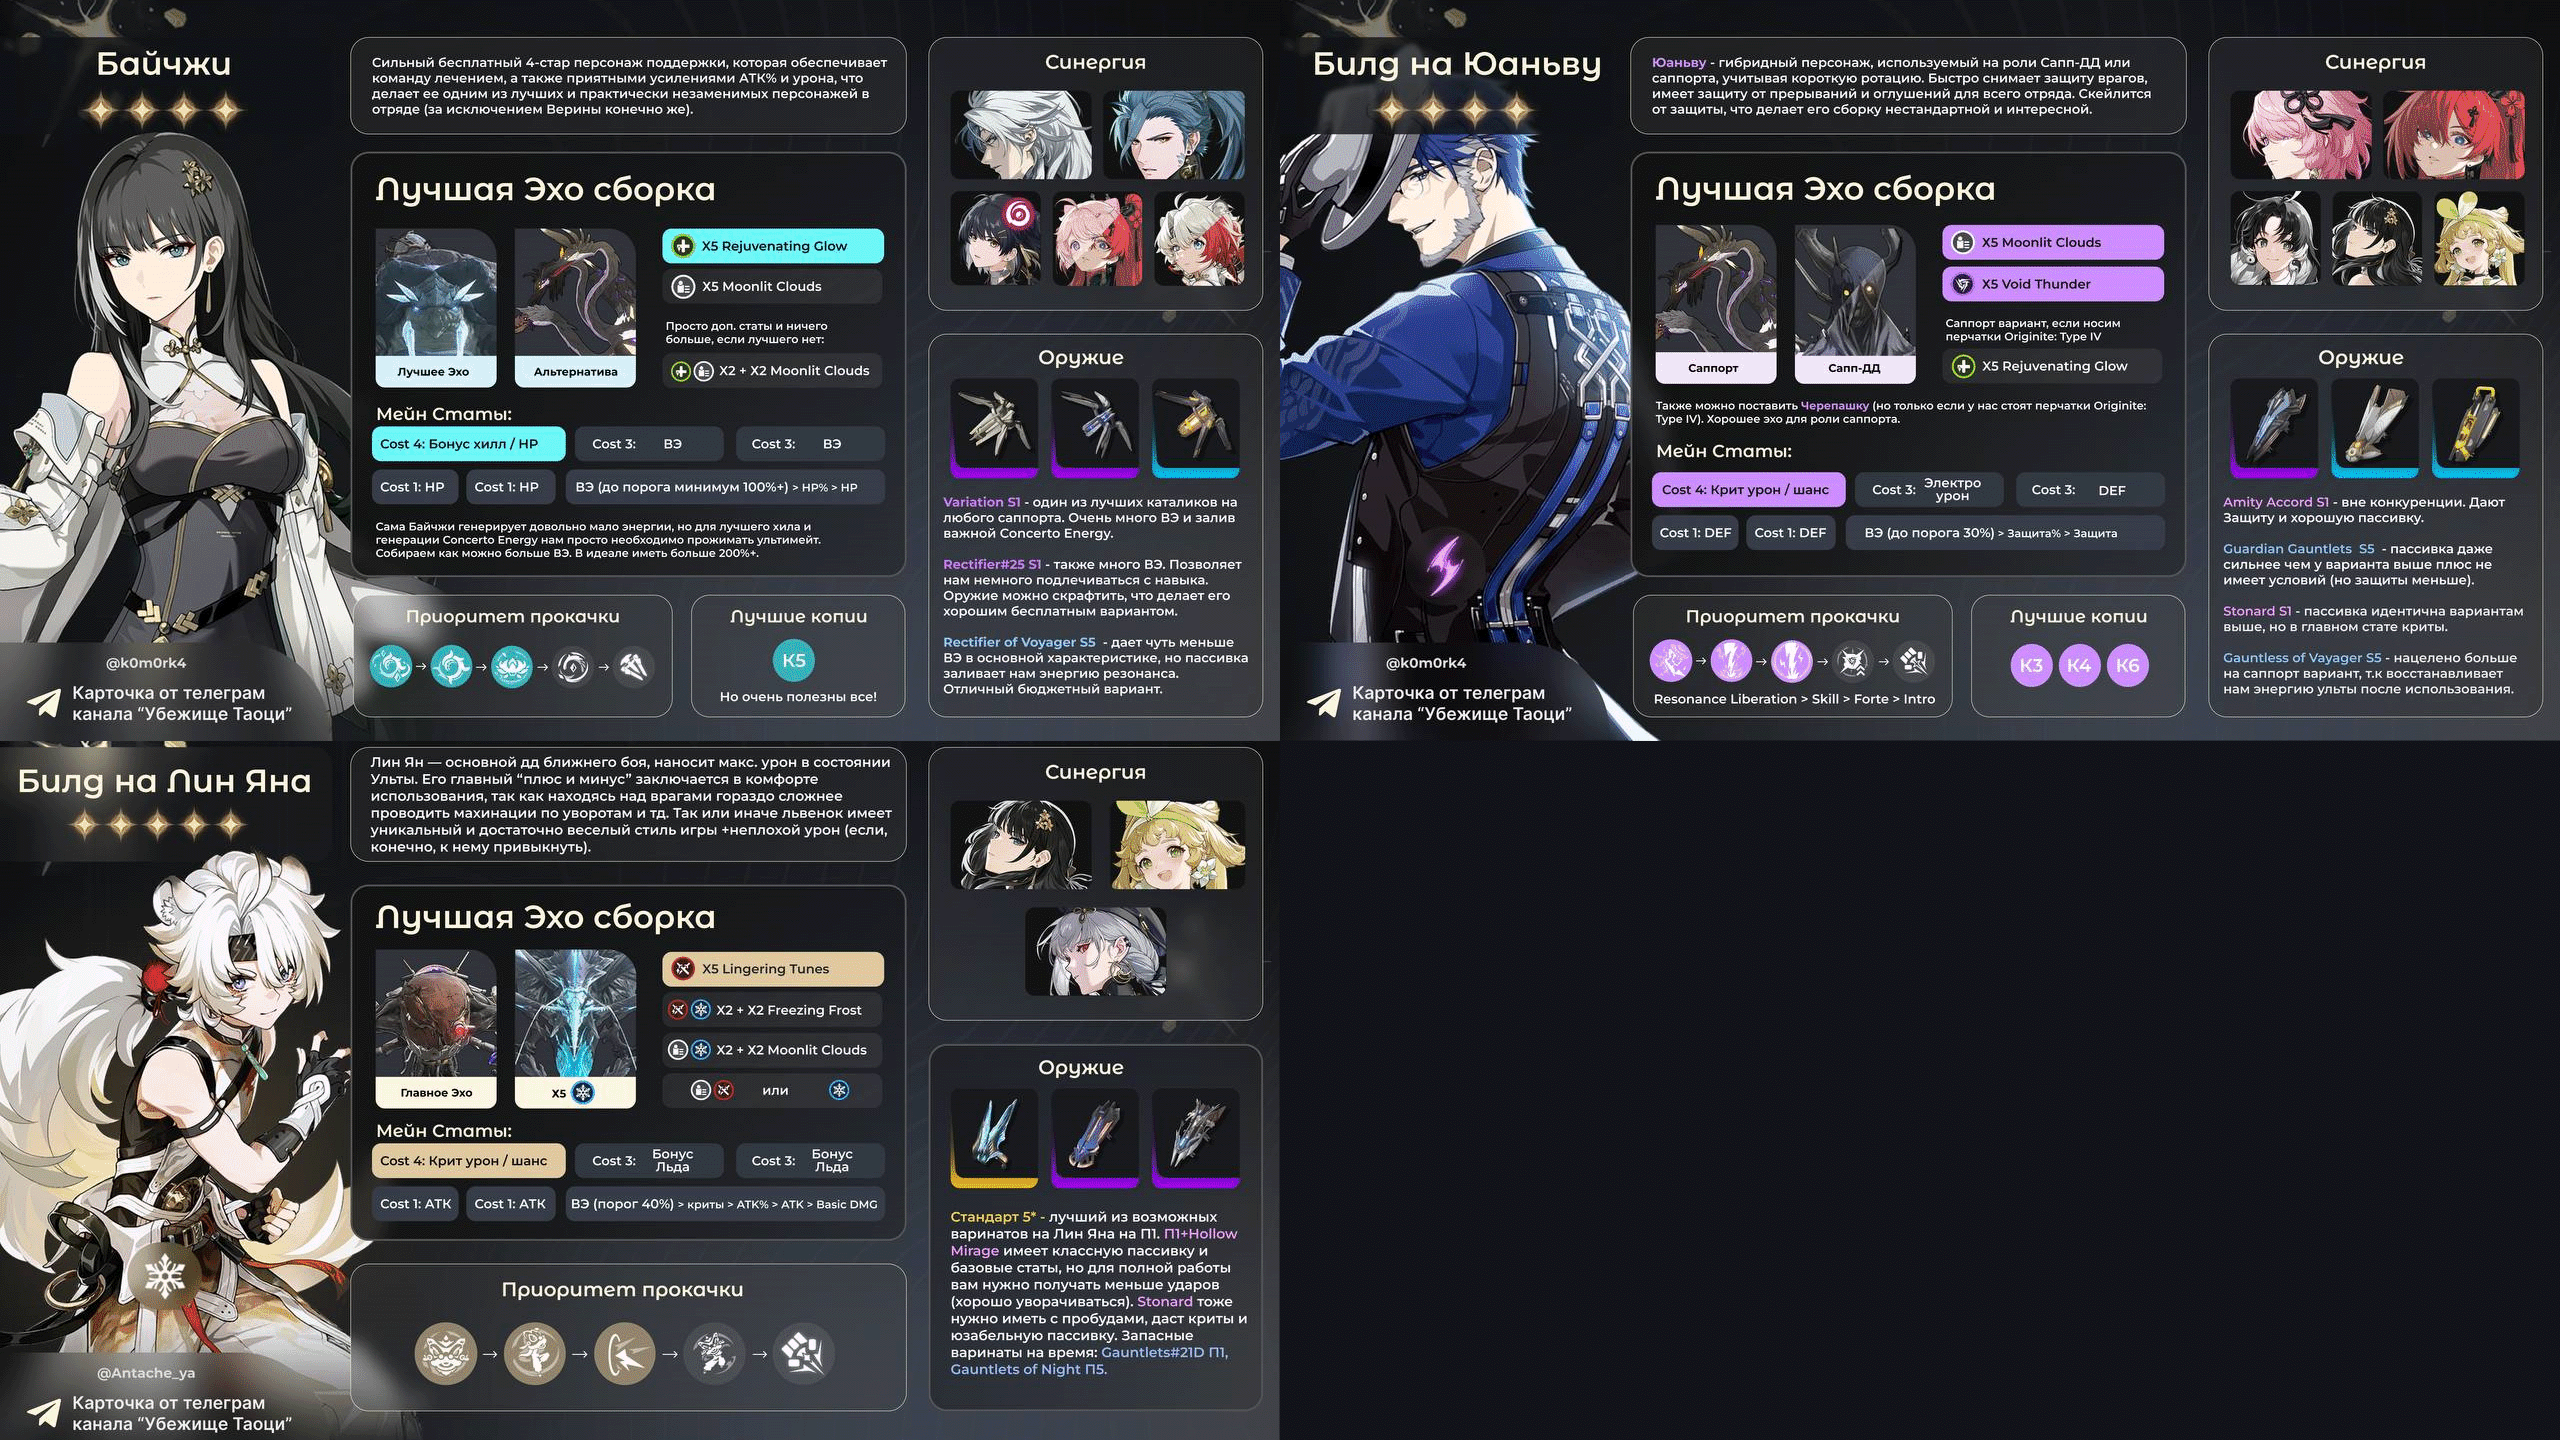 Байчжи
Сильный бесплатный 4-стар персонаж поддержки, которая обеспечивает
команду лечением, а также приятными усилениями АТК% и урона, что
делает ее одним из лучших и практически незаменимых персонажей в
отряде (за исключением Верины конечно же).
Лучшая Эхо сборка
Лучшее Эхо
Альтернатива
X5 Rejuvenating Glow
X5 Moonlit Clouds
Просто доп. статы и ничего
больше, если лучшего нет:
X2 + X2 Moonlit Clouds
Мейн Статы:
Cost 4: Бонус хилл / HP
Cost 3: ВЭ
Cost 3: ВЭ
Cost 1: HP
Cost 1: HP
ВЭ (до порога минимум 100%+) > HP% > HP
Сама Байчжи генерирует довольно мало энергии, но для лучшего хила и
генерации Concerto Energy нам просто необходимо прожимать ультимейт.
Собираем как можно больше ВЭ. В идеале иметь больше 200%+.
Приоритет прокачки
Лучшие копии
К5
Но очень полезны все!
@k0m0rk4
Карточка от телеграм
канала “Убежище Таоци”
Синергия
Оружие
Variation S1 - один из лучших каталиков на
любого саппорта. Очень много ВЭ и залив
важной Concerto Energy.
Rectifier#25 S1 - также много ВЭ. Позволяет
нам немного подлечиваться с навыка.
Оружие можно скрафтить, что делает его
хорошим бесплатным вариантом.
Rectifier of Voyager S5 - дает чуть меньше
ВЭ в основной характеристике, но пассивка
заливает нам энергию резонанса.
Отличный бюджетный вариант.
Билд на Юаньву
Юаньву - гибридный персонаж, используемый на роли Сапп-ДД или
саппорта, учитывая короткую ротацию. Быстро снимает защиту врагов,
имеет защиту от прерываний и оглушений для всего отряда. Скейлится
от защиты, что делает его сборку нестандартной и интересной.
Лучшая Эхо сборка
Саппорт
Сапп-ДД
X5 Moonlit Clouds
X5 Void Thunder
Саппорт вариант, если носим
перчатки Originite: Type IV
X5 Rejuvenating Glow
Также можно поставить Черепашку (но только если у нас стоят перчатки Originite:
Type IV). Хорошее эхо для роли саппорта.
Мейн Статы:
Cost 4: Крит урон / шанс
Cost 3: Электро урон
Cost 3: DEF
Cost 1: DEF
Cost 1: DEF
ВЭ (до порога 30%) > Защита% > Защита
Приоритет прокачки
Resonance Liberation > Skill > Forte > Intro
Лучшие копии
К3 К4 К6
@k0m0rk4
Карточка от телеграм
канала “Убежище Таоци”
Синергия
Оружие
Amity Accord S1 - вне конкуренции. Дают
Защиту и хорошую пассивку.
Guardian Gauntlets S5 - пассивка даже
сильнее чем у варианта выше плюс не
имеет условий (но защиты меньше).
Stonard S1 - пассивка идентична вариантам
выше, но в главном стате криты.
Gauntless of Vayager S5 - нацелено больше
на саппорт вариант, т.к восстанавливает
нам энергию ульты после использования.
Билд на Лин Яна
Лин Ян — основной дд ближнего боя, наносит макс. урон в состоянии
Ульты. Его главный “плюс и минус” заключается в комфорте
использования, так как находясь над врагами гораздо сложнее
проводить махинации по уворотам и тд. Так или иначе львенок имеет
уникальный и достаточно веселый стиль игры +неплохой урон (если,
конечно, к нему привыкнуть).
Лучшая Эхо сборка
Главное Эхо
X5
X5 Lingering Tunes
X2 + X2 Freezing Frost
X2 + X2 Moonlit Clouds
или
Мейн Статы:
Cost 4: Крит урон / шанс
Cost 3: Бонус Льда
Cost 3: Бонус Льда
Cost 1: АТК
Cost 1: АТК
ВЭ (порог 40%) > криты > АТК% > АТК > Basic DMG
Приоритет прокачки
@Antache_ya
Карточка от телеграм
канала “Убежище Таоци”
Синергия
Оружие
Стандарт 5* - лучший из возможных
варинатов на Лин Яна на П1. П1+Hollow
Mirage имеет классную пассивку и
базовые статы, но для полной работы
вам нужно получать меньше ударов
(хорошо уворачиваться). Stonard тоже
нужно иметь с пробудами, даст криты и
юзабельную пассивку. Запасные
варинаты на время: Gauntlets#21D П1,
Gauntlets of Night П5.